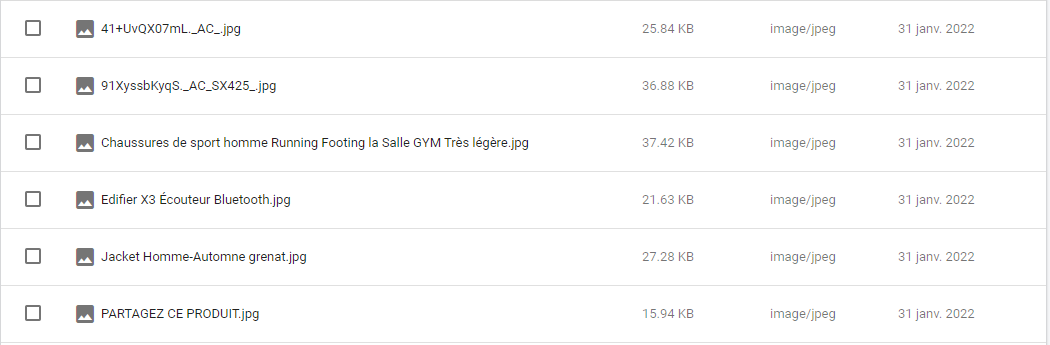 41+UvQX07mL._AC_.jpg 25.84 KB image/jpeg 31 janv. 2022
91XyssbKyqS._AC_SX425_.jpg 36.88 KB image/jpeg 31 janv. 2022
Chaussures de sport homme Running Footing la Salle GYM Très légère.jpg 37.42 KB image/jpeg 31 janv. 2022
Edifier X3 Écouteur Bluetooth.jpg 21.63 KB image/jpeg 31 janv. 2022
Jacket Homme-Automne grenat.jpg 27.28 KB image/jpeg 31 janv. 2022
PARTAGEZ CE PRODUIT.jpg 15.94 KB image/jpeg 31 janv. 2022